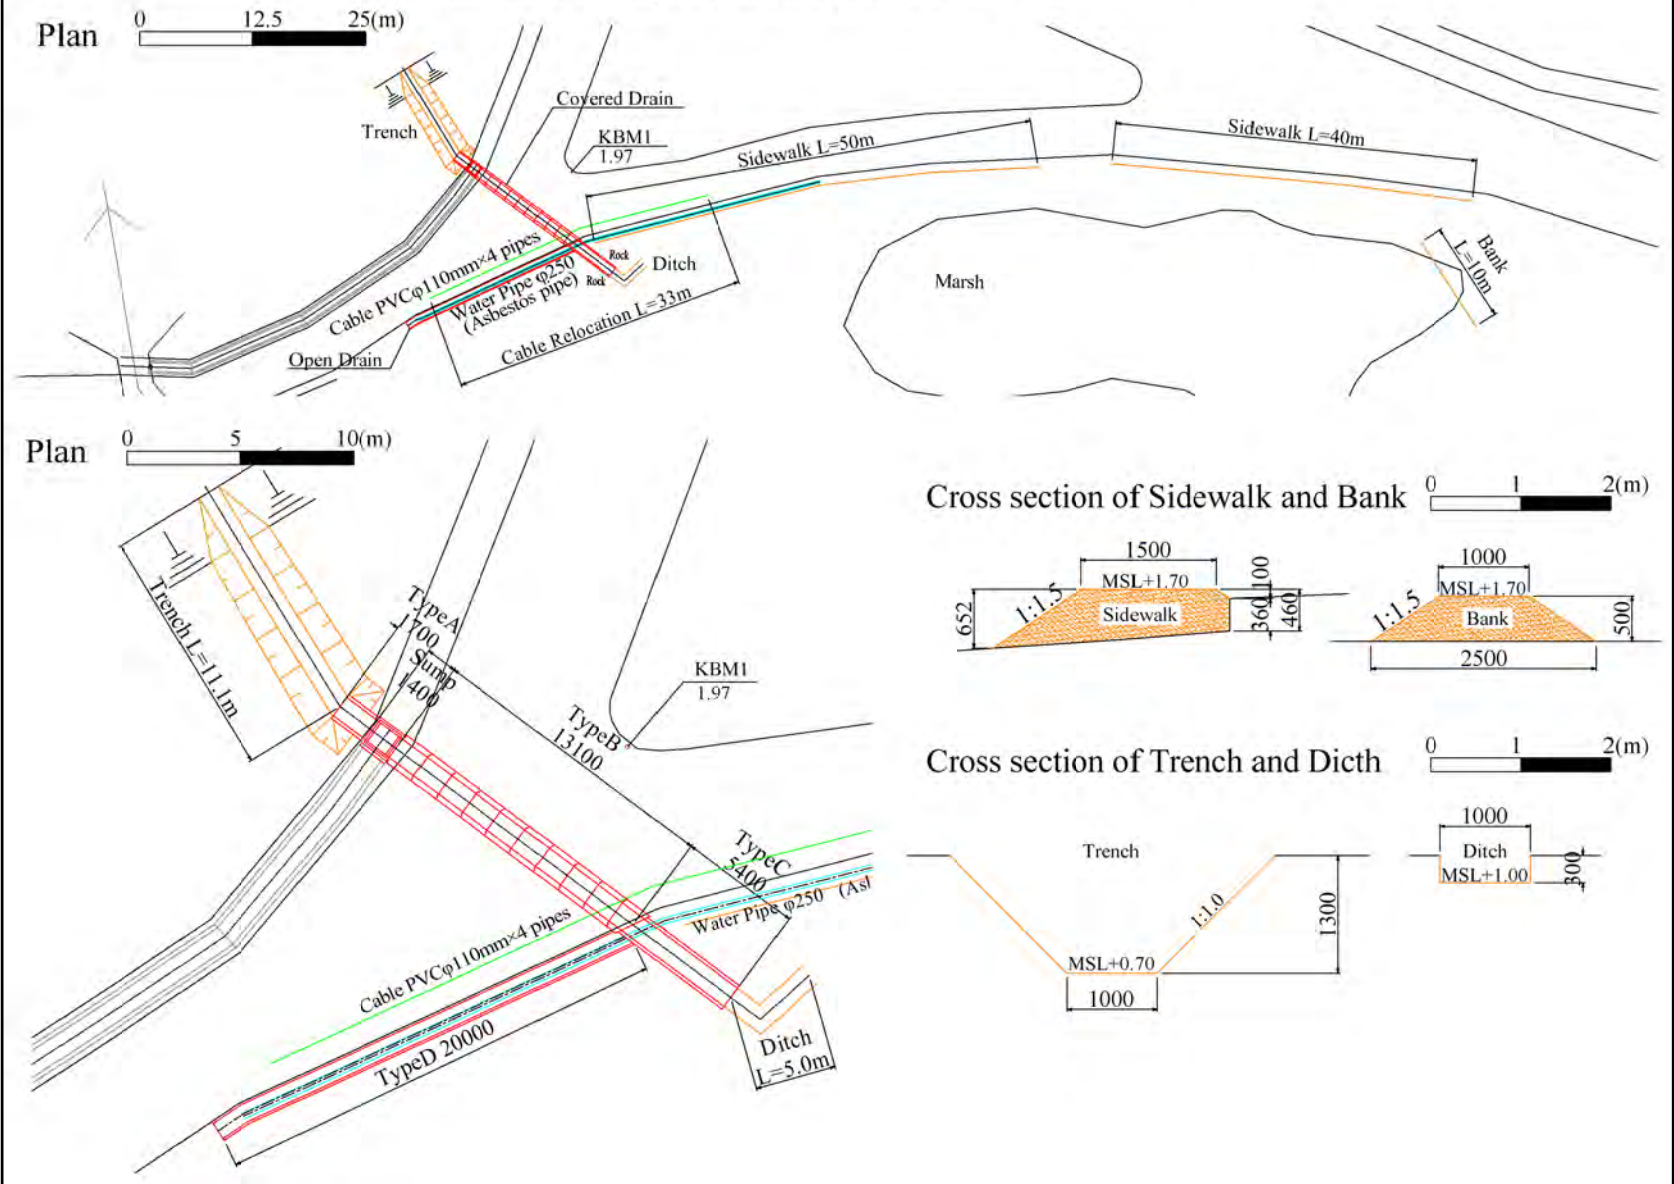 Plan
0 12.5 25(m)
Covered Drain
KBM1
1.97
Trench
Sidewalk L=50m
Sidewalk L=40m
Bank
L=10m
Marsh
Rock
Rock
Ditch
Cable PVCφ110mm×4 pipes
Water Pipe φ250
(Asbestos pipe)
Cable Relocation L=33m
Open Drain
Plan
0 5 10(m)
Trench L=11.1m
TypeA
1700
Sump
1400
TypeB
13100
KBM1
1.97
TypeC
5400
Water Pipe φ250 (Asl
Cable PVCφ110mm×4 pipes
TypeD 20000
Ditch
L=5.0m
Cross section of Sidewalk and Bank
0 1 2(m)
1500
MSL+1.70
1:1.5
Sidewalk
652
100
360
460
1000
MSL+1.70
1:1.5
Bank
500
2500
Cross section of Trench and Dicth
0 1 2(m)
Trench
1:1.0
1300
MSL+0.70
1000
1000
Ditch
MSL+1.00
300